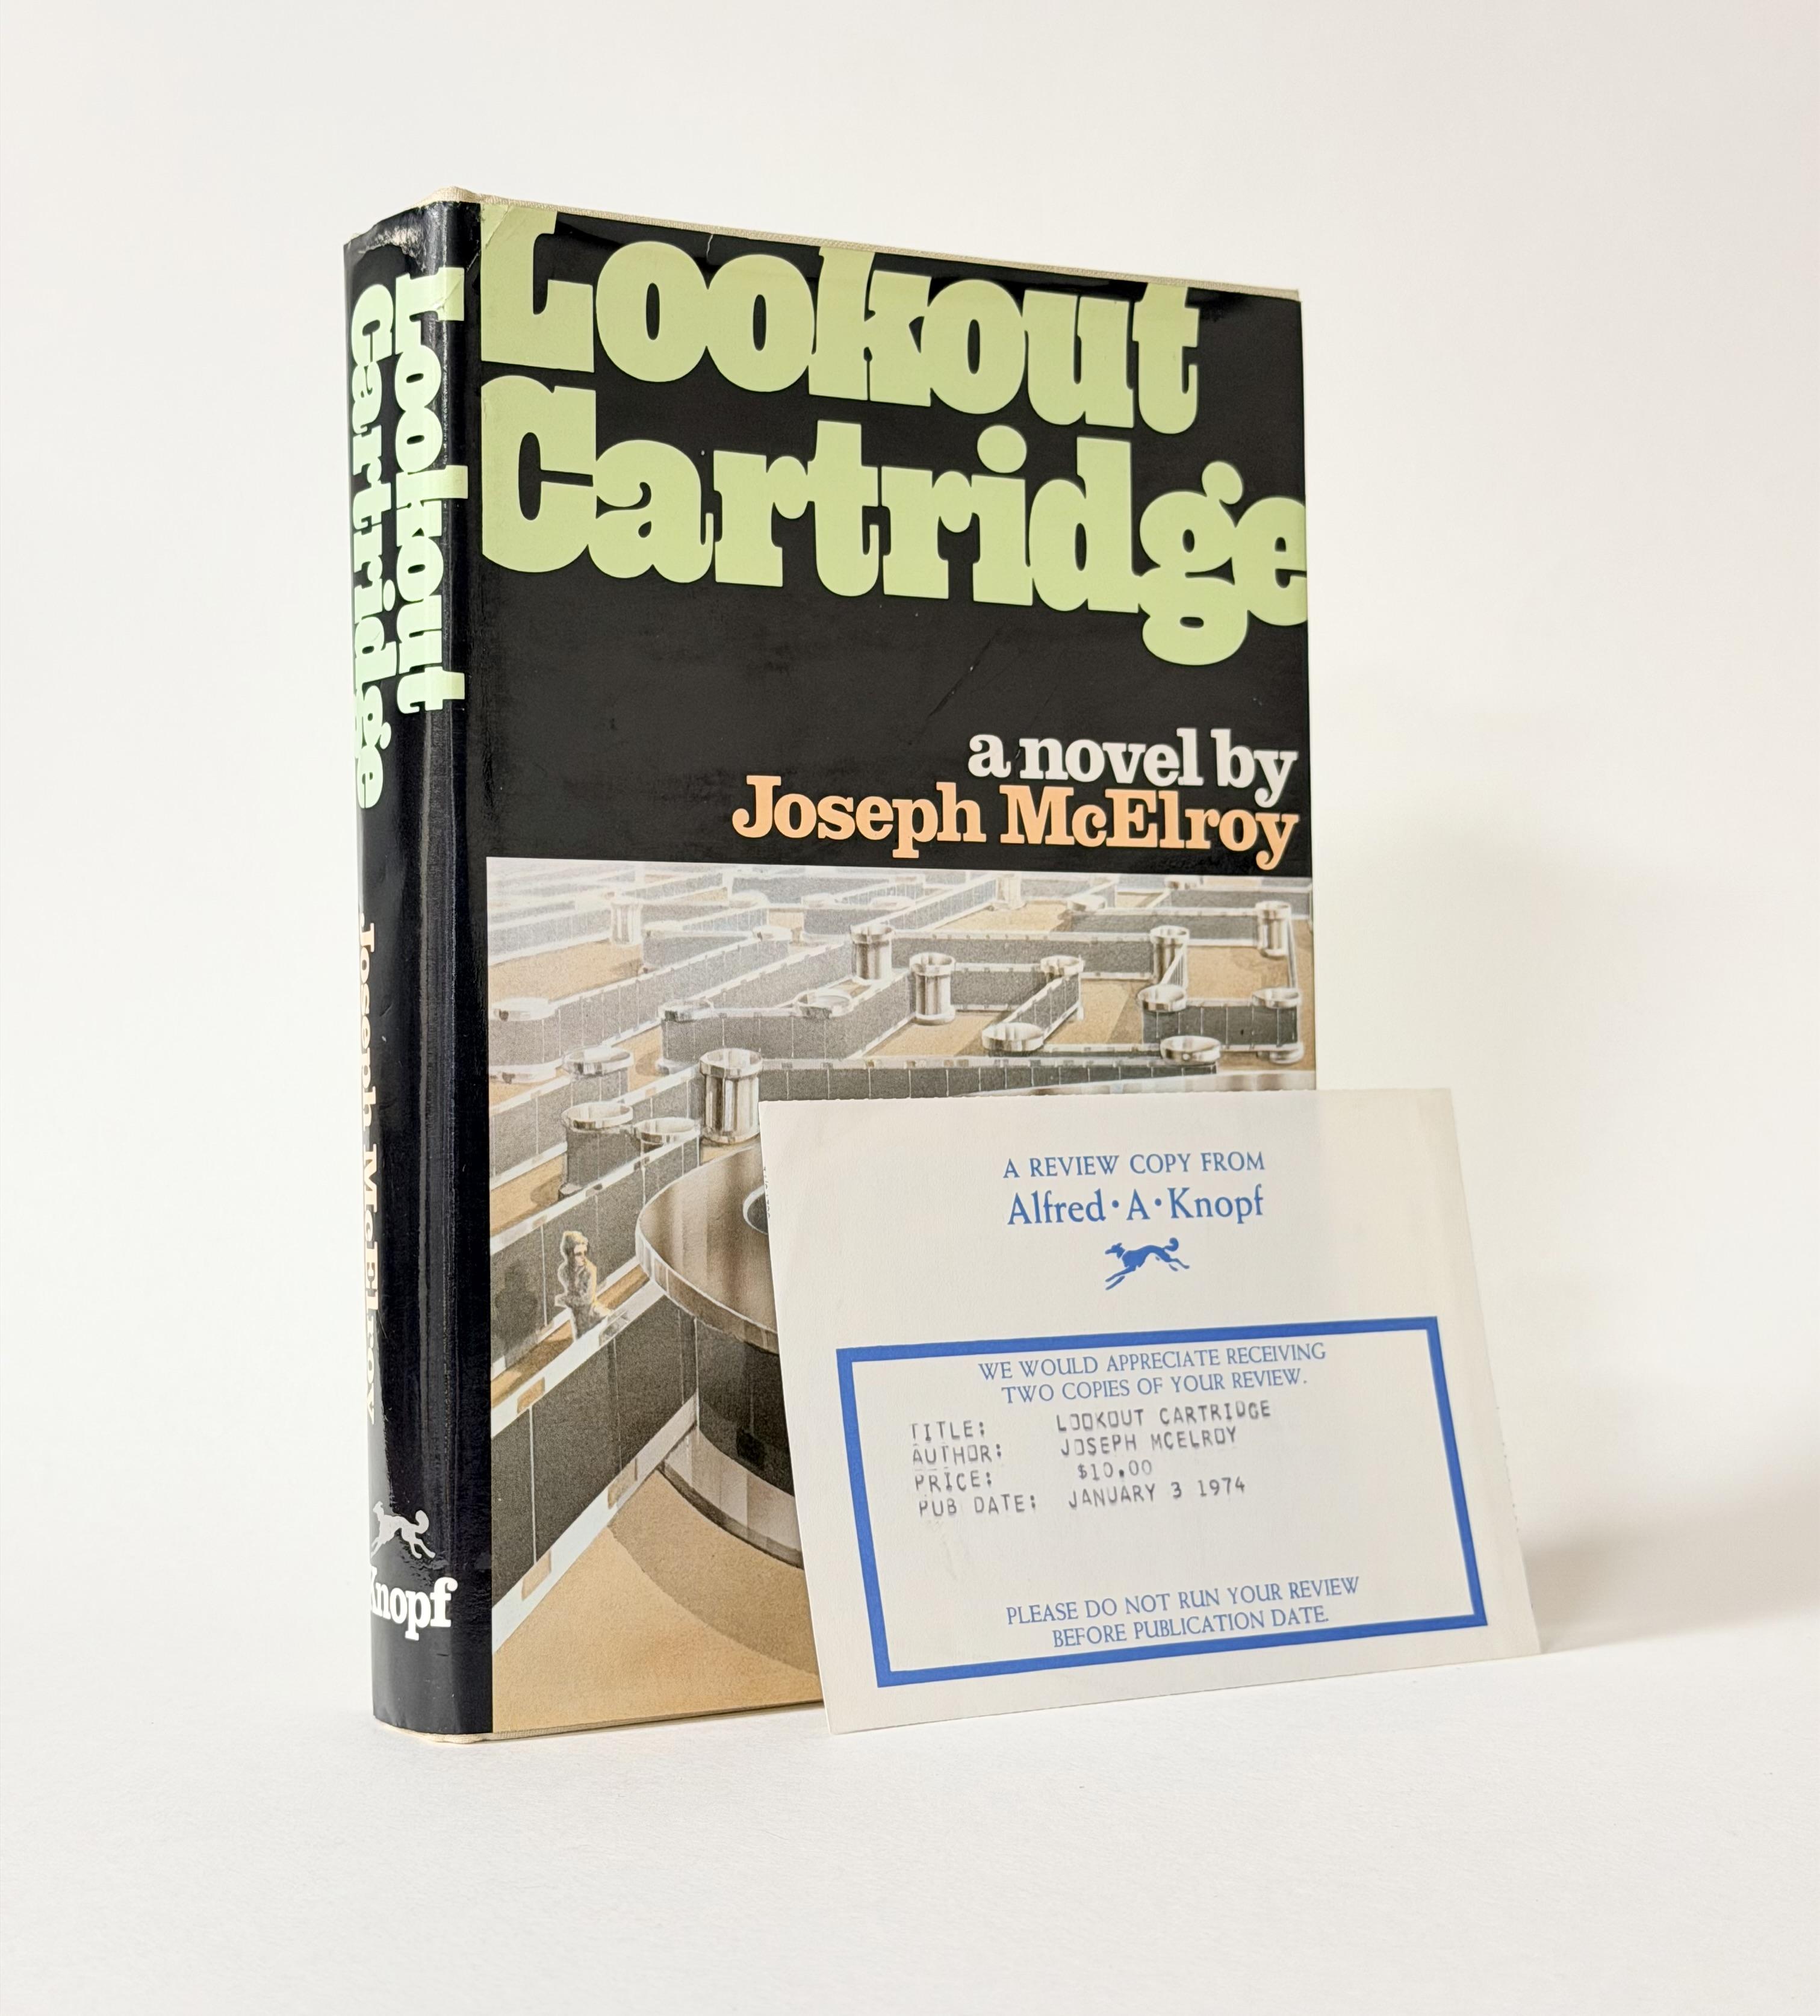 Lookout
Cartridge
Joseph McElroy
Knopf
Lookout
Cartridge
a novel by
Joseph McElroy
A REVIEW COPY FROM
Alfred • A • Knopf
WE WOULD APPRECIATE RECEIVING
TWO COPIES OF YOUR REVIEW.
TITLE: LOOKOUT CARTRIDGE
AUTHOR: JOSEPH MCELROY
PRICE: $10.00
PUB DATE: JANUARY 3 1974
PLEASE DO NOT RUN YOUR REVIEW
BEFORE PUBLICATION DATE.